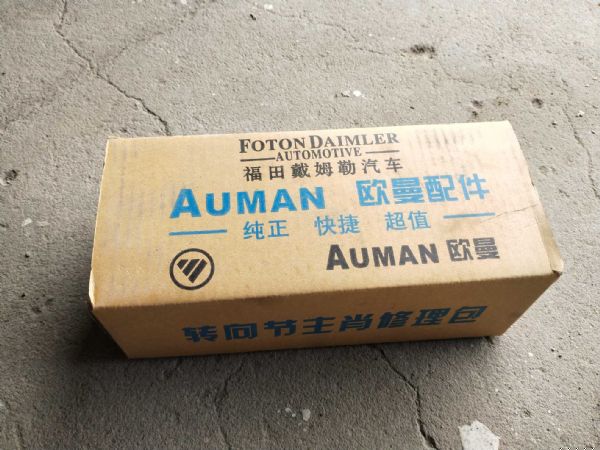 FOTON DAIMLER
AUTOMOTIVE
福田戴姆勒汽车
AUMAN 欧曼配件
纯正 快捷 超值
AUMAN 欧曼
转向节主肖修理包